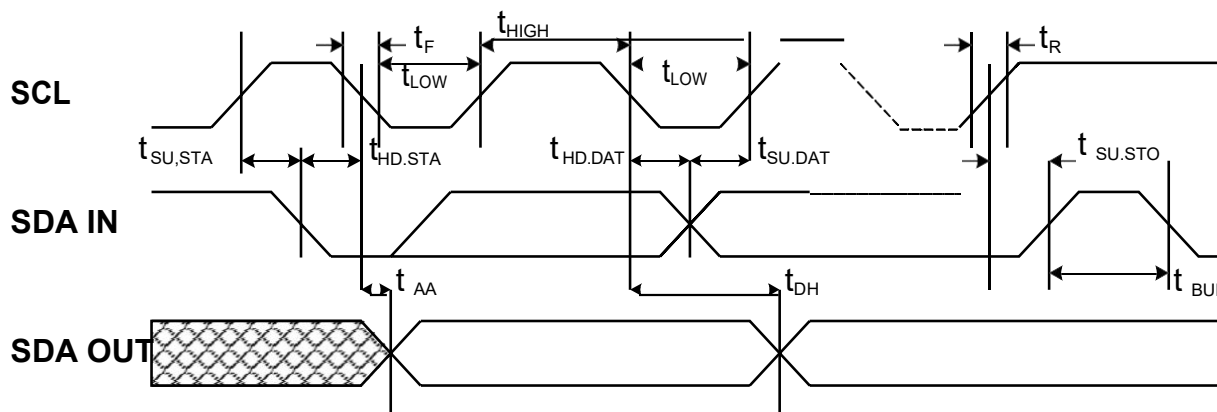 tHIGH
tF
tR
tLOW
tLOW
SCL
tSU,STA
tHD.STA
tHD.DAT
tSU.DAT
tSU.STO
SDA IN
tAA
tDH
tBUF
SDA OUT